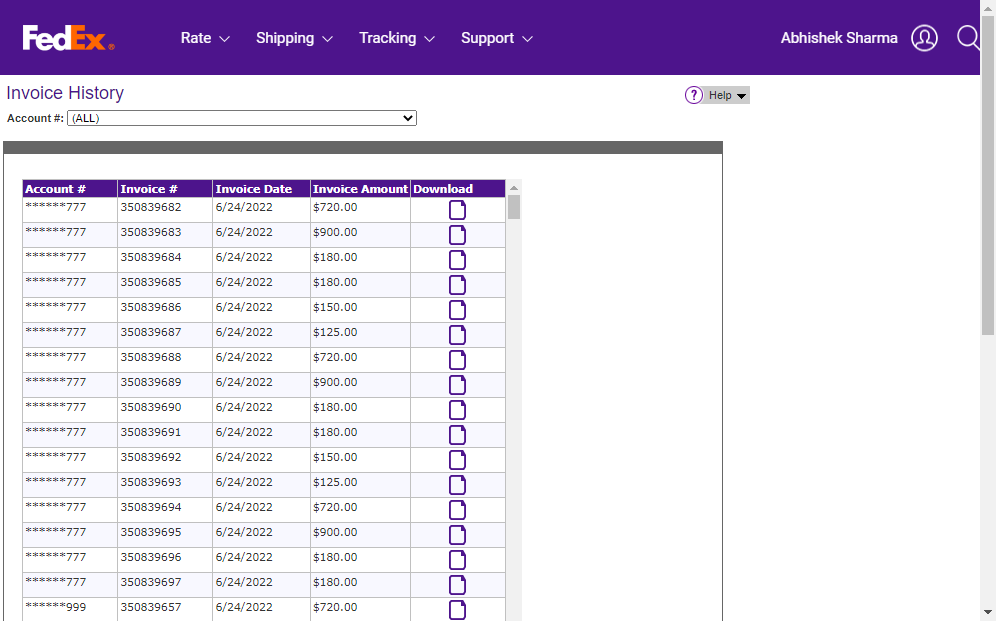 FedEx®
Rate Shipping Tracking Support Abhishek Sharma
Invoice History
? Help
Account #: (ALL)
Account # Invoice # Invoice Date Invoice Amount Download
******777 350839682 6/24/2022 $720.00
******777 350839683 6/24/2022 $900.00
******777 350839684 6/24/2022 $180.00
******777 350839685 6/24/2022 $180.00
******777 350839686 6/24/2022 $150.00
******777 350839687 6/24/2022 $125.00
******777 350839688 6/24/2022 $720.00
******777 350839689 6/24/2022 $900.00
******777 350839690 6/24/2022 $180.00
******777 350839691 6/24/2022 $180.00
******777 350839692 6/24/2022 $150.00
******777 350839693 6/24/2022 $125.00
******777 350839694 6/24/2022 $720.00
******777 350839695 6/24/2022 $900.00
******777 350839696 6/24/2022 $180.00
******777 350839697 6/24/2022 $180.00
******999 350839657 6/24/2022 $720.00